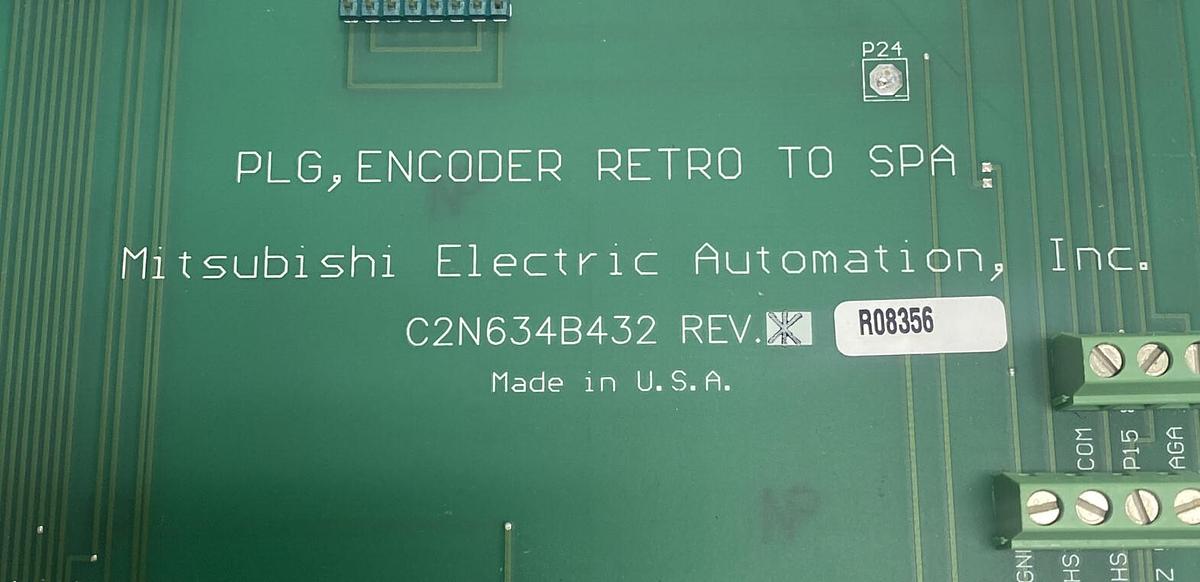 P24
PLG,ENCODER RETRO TO SPA
Mitsubishi Electric Automation, Inc.
C2N634B432 REV.
R08356
Made in U.S.A.
COM
P15
AGA